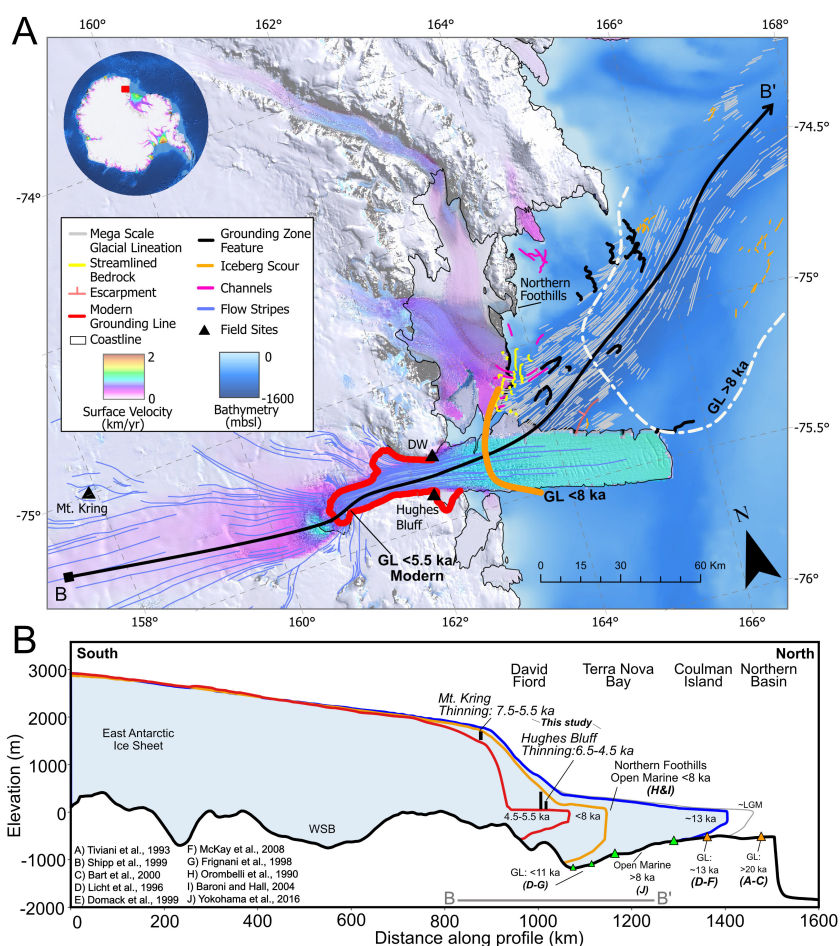 A
160°
162°
164°
166°
168°
B'
-74.5°
-74°
Mega Scale
Glacial Lineation
Streamlined
Bedrock
Escarpment
Modern
Grounding Line
Coastline
Grounding Zone
Feature
Iceberg Scour
Channels
Flow Stripes
Field Sites
2
0
Surface Velocity
(km/yr)
0
-1600
Bathymetry
(mbsl)
Northern
Foothills
-75°
GL >8 ka
-75.5°
DW
Mt. Kring
Hughes
Bluff
GL <8 ka
-75°
GL <5.5 ka
Modern
N
0 15 30 60 Km
B
-76°
158°
160°
162°
164°
166°
B
South
North
3000
2000
1000
0
-1000
-2000
Elevation (m)
David
Fiord
Terra Nova
Bay
Coulman
Island
Northern
Basin
Mt. Kring
Thinning: 7.5-5.5 ka
This study
Hughes Bluff
Thinning:6.5-4.5 ka
East Antarctic
Ice Sheet
Northern Foothills
Open Marine <8 ka
(H&I)
~LGM
4.5-5.5 ka
<8 ka
~13 ka
WSB
A) Tiviani et al., 1993
B) Shipp et al., 1999
C) Bart et al., 2000
D) Licht et al., 1996
E) Domack et al., 1999
F) McKay et al., 2008
G) Frignani et al., 1998
H) Orombelli et al., 1990
I) Baroni and Hall, 2004
J) Yokohama et al., 2016
GL: <11 ka
(D-G)
Open Marine
>8 ka
(J)
GL:
~13 ka
(D-F)
GL:
>20 ka
(A-C)
B
B'
0 200 400 600 800 1000 1200 1400 1600
Distance along profile (km)